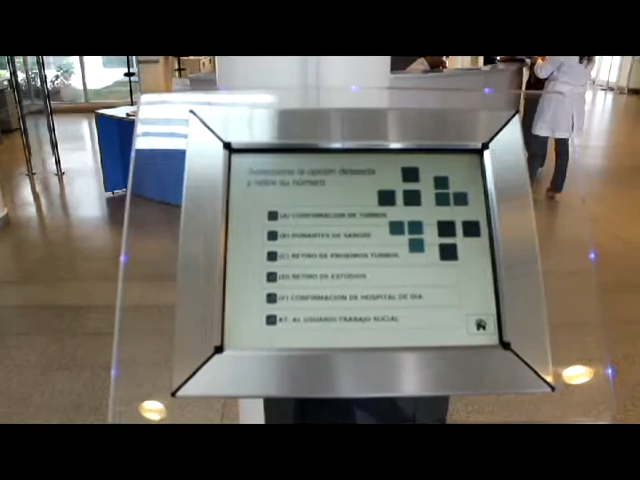 Seleccione la opción deseada
y retire su número
(A) CONFIRMACION DE TURNOS
(B) DONANTES DE SANGRE
(C) RETIRO DE PROXIMOS TURNOS
(D) RETIRO DE ESTUDIOS
(F) CONFIRMACION DE HOSPITAL DE DIA
AT. AL USUARIO TRABAJO SOCIAL